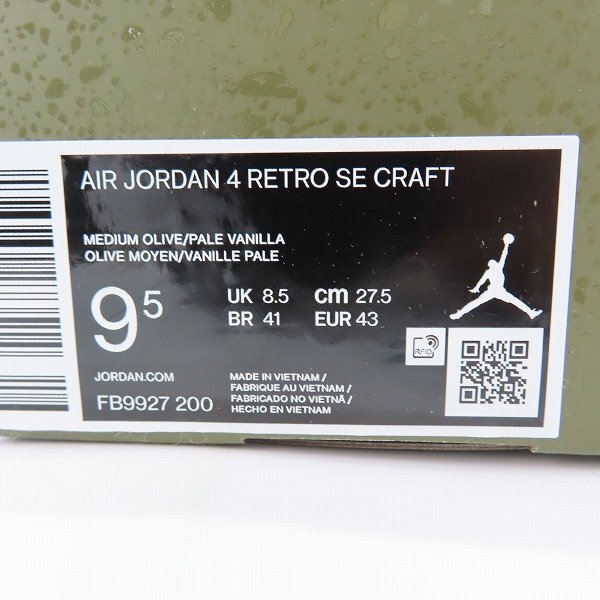 AIR JORDAN 4 RETRO SE CRAFT
MEDIUM OLIVE/PALE VANILLA
OLIVE MOYEN/VANILLE PALE
9 5 UK 8.5 cm 27.5
BR 41 EUR 43
RFID
JORDAN.COM
FB9927 200
MADE IN VIETNAM /
FABRIQUE AU VIETNAM /
FABRICADO NO VIETNÃ /
HECHO EN VIETNAM